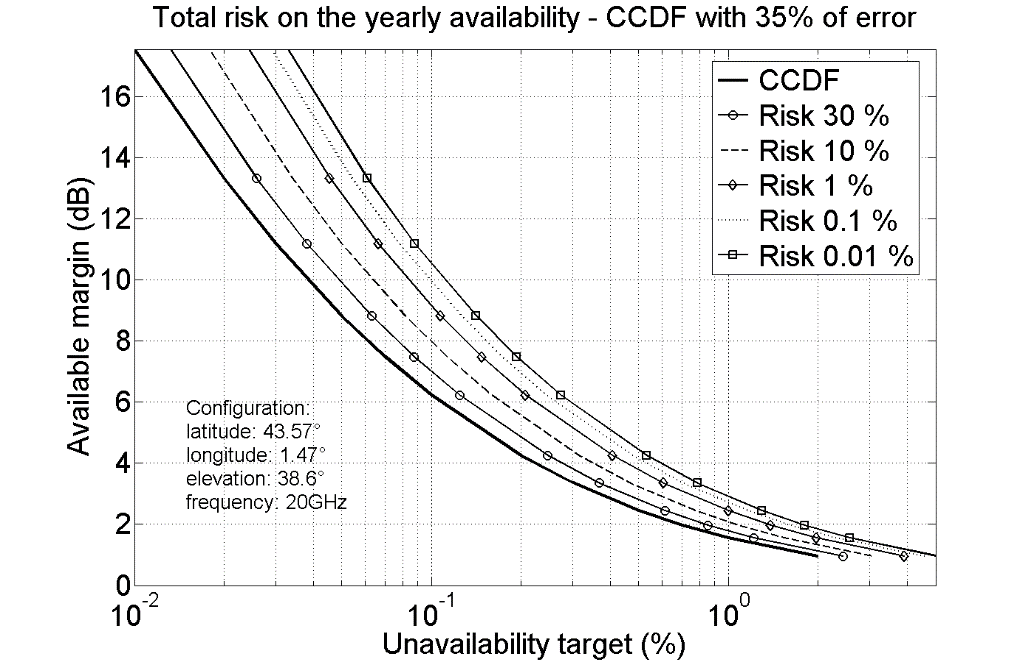 Total risk on the yearly availability - CCDF with 35% of error
CCDF
Risk 30 %
Risk 10 %
Risk 1 %
Risk 0.1 %
Risk 0.01 %
Available margin (dB)
16
14
12
10
8
6
4
2
0
Configuration:
latitude: 43.57°
longitude: 1.47°
elevation: 38.6°
frequency: 20GHz
10^-2
10^-1
10^0
Unavailability target (%)